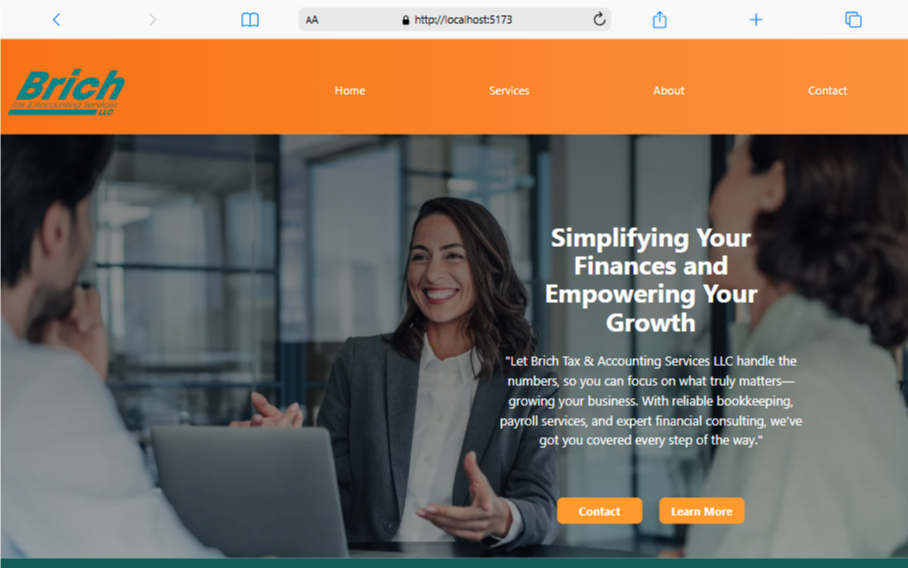 AA http://localhost:5173
Brich
Tax & Accounting Services
LLC
Home Services About Contact
Simplifying Your
Finances and
Empowering Your
Growth
"Let Brich Tax & Accounting Services LLC handle the
numbers, so you can focus on what truly matters—
growing your business. With reliable bookkeeping,
payroll services, and expert financial consulting, we've
got you covered every step of the way."
Contact Learn More